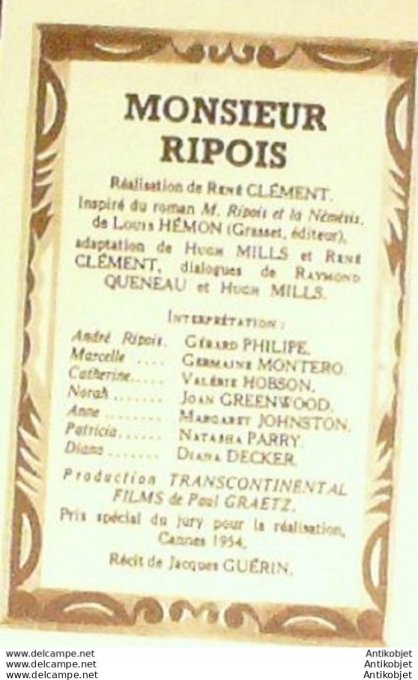 MONSIEUR
RIPOIS
Réalisation de RENÉ CLÉMENT.
Inspiré du roman M. Ripois et la Némésis,
de LOUIS HÉMON (Grasset, éditeur),
adaptation de HUGH MILLS et RENÉ
CLÉMENT, dialogues de RAYMOND
QUENEAU et HUGH MILLS.
INTERPRÉTATION :
André Ripois. GÉRARD PHILIPE.
Marcelle .... GERMAINE MONTERO.
Catherine..... VALÉRIE HOBSON.
Norah ....... JOAN GREENWOOD.
Anne ........ MARGARET JOHNSTON.
Patricia...... NATASHA PARRY.
Diana........ DIANA DECKER.
Production TRANSCONTINENTAL
FILMS de Paul GRAETZ.
Prix spécial du jury pour la réalisation,
Cannes 1954.
Récit de Jacques GUÉRIN.
www.delcampe.net Antikobjet
www.delcampe.net Antikobjet
www.delcampe.net Antikobjet